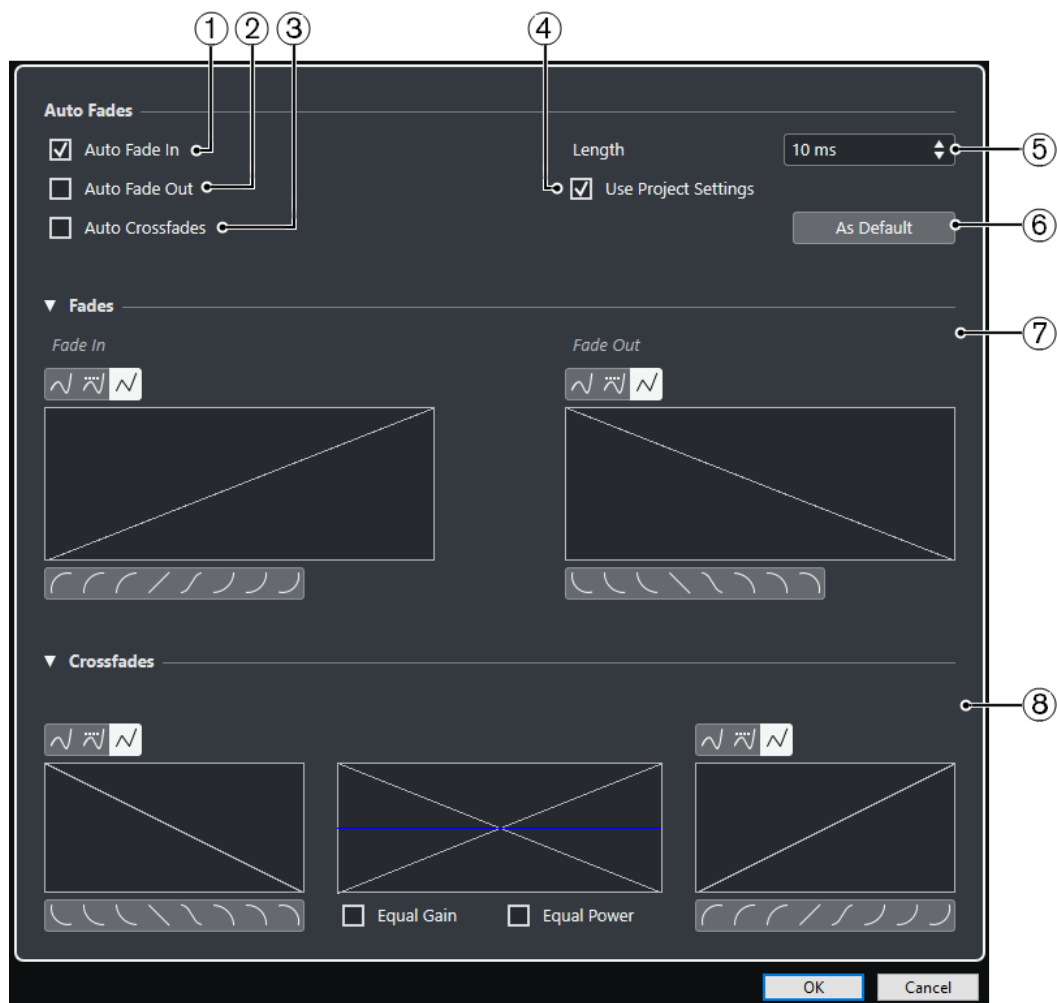 ① ② ③ ④
Auto Fades
Auto Fade In
Length 10 ms ⑤
Auto Fade Out
Use Project Settings
Auto Crossfades
As Default ⑥
Fades
⑦
Fade In Fade Out
Crossfades
⑧
Equal Gain Equal Power
OK Cancel